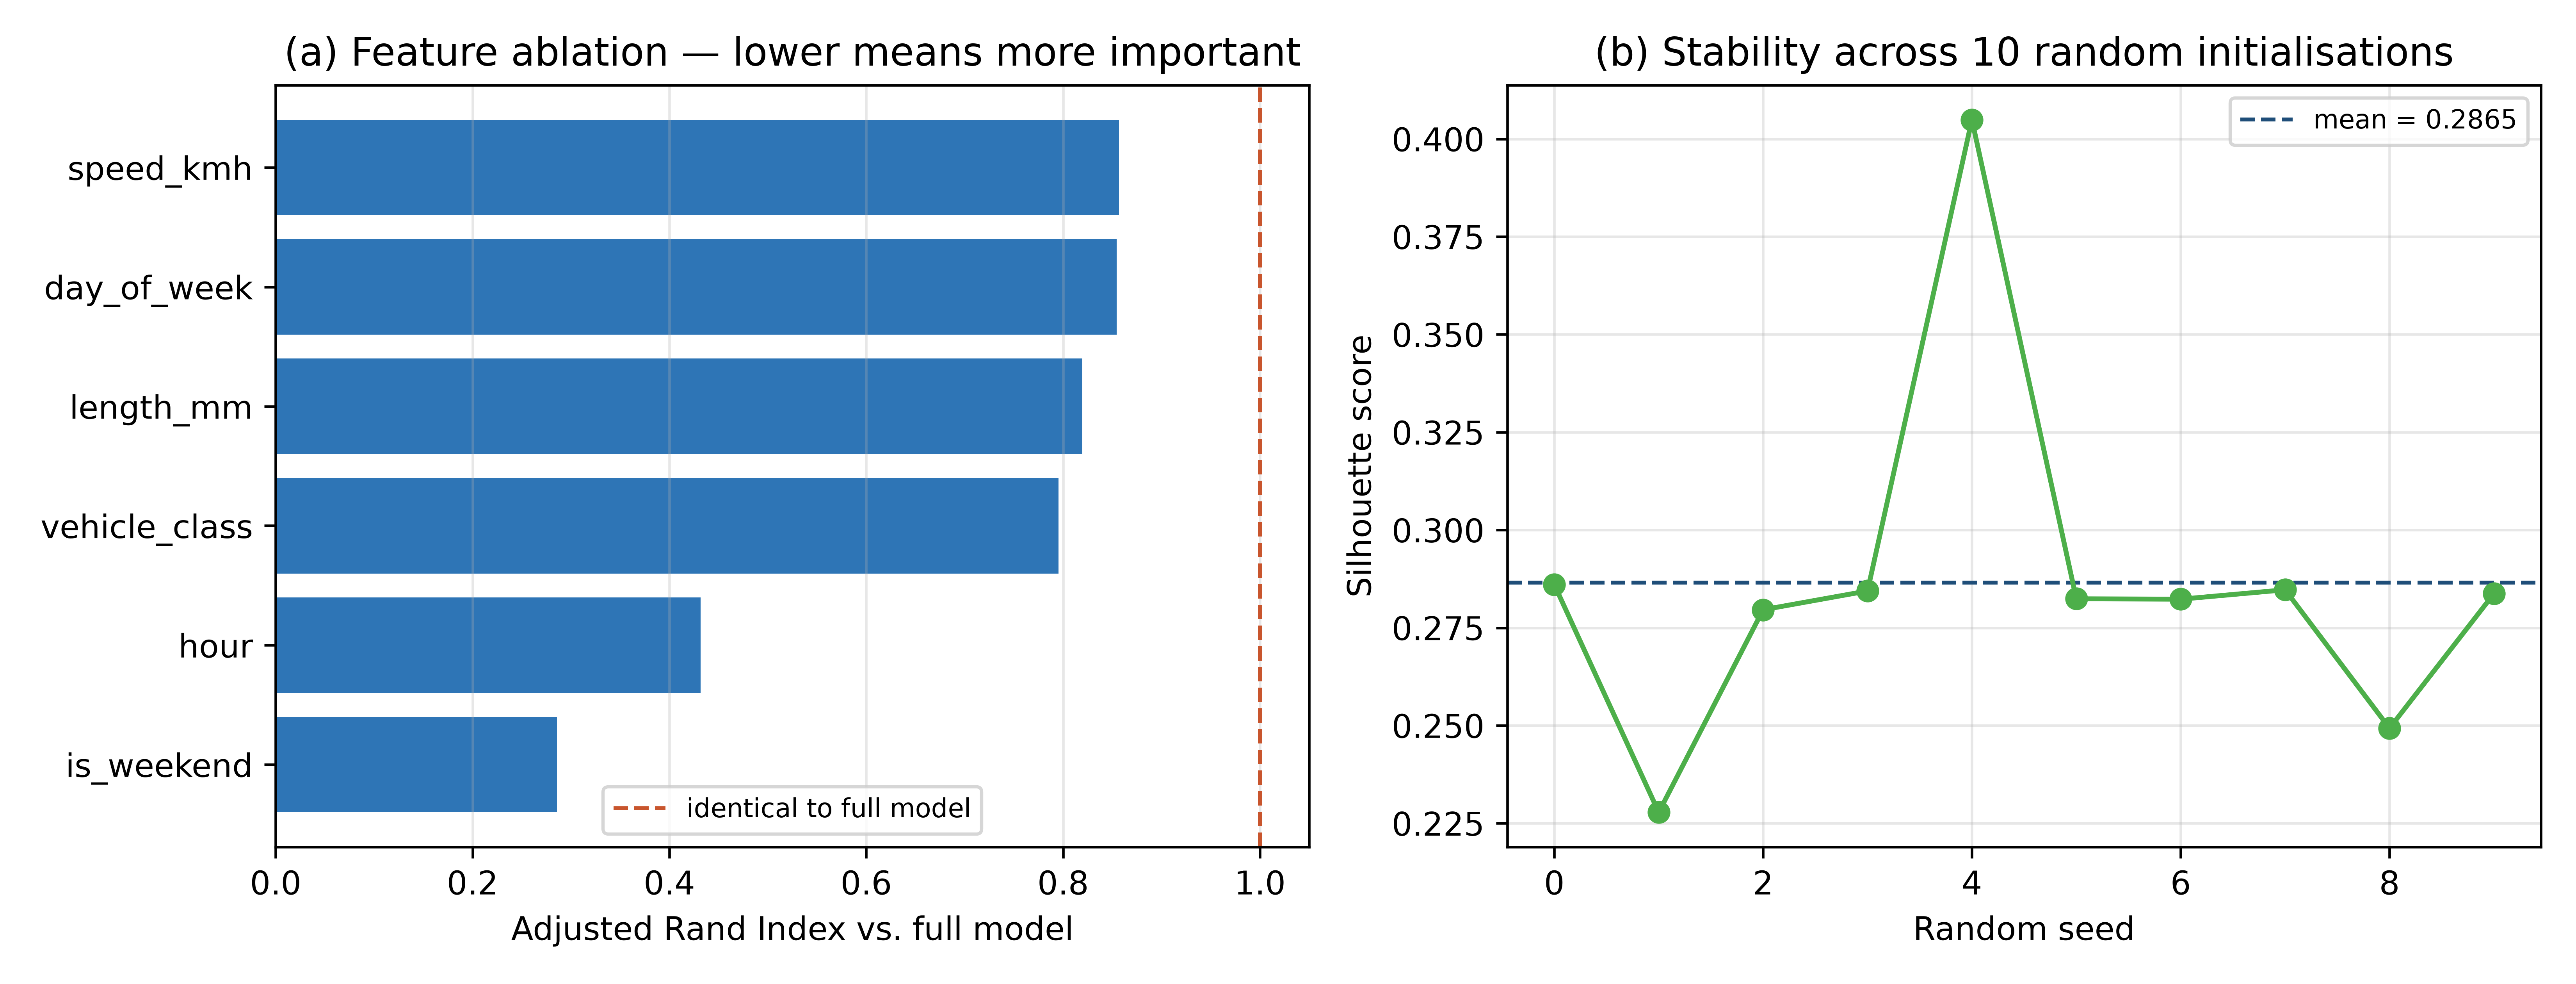 (a) Feature ablation — lower means more important
speed_kmh
day_of_week
length_mm
vehicle_class
hour
is_weekend
identical to full model
0.0 0.2 0.4 0.6 0.8 1.0
Adjusted Rand Index vs. full model
(b) Stability across 10 random initialisations
mean = 0.2865
Silhouette score
0.400
0.375
0.350
0.325
0.300
0.275
0.250
0.225
0 2 4 6 8
Random seed